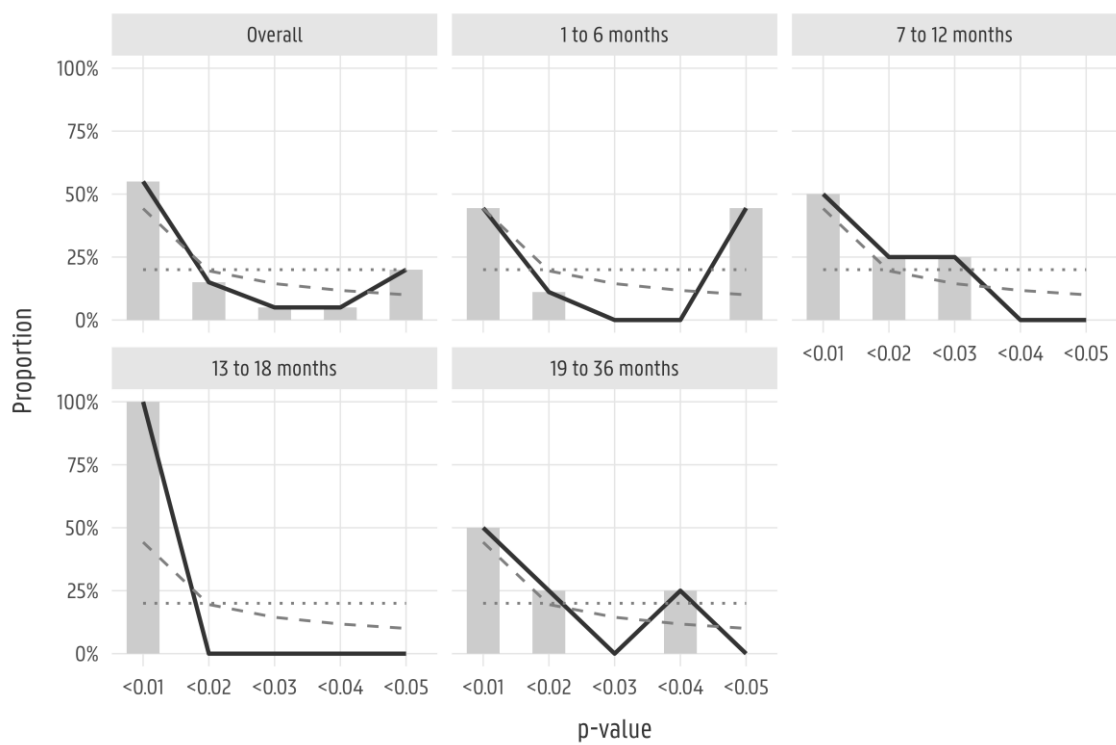 Overall
1 to 6 months
7 to 12 months
100%
75%
50%
25%
0%
<0.01 <0.02 <0.03 <0.04 <0.05
13 to 18 months
19 to 36 months
100%
75%
50%
25%
0%
<0.01 <0.02 <0.03 <0.04 <0.05
<0.01 <0.02 <0.03 <0.04 <0.05
Proportion
p-value